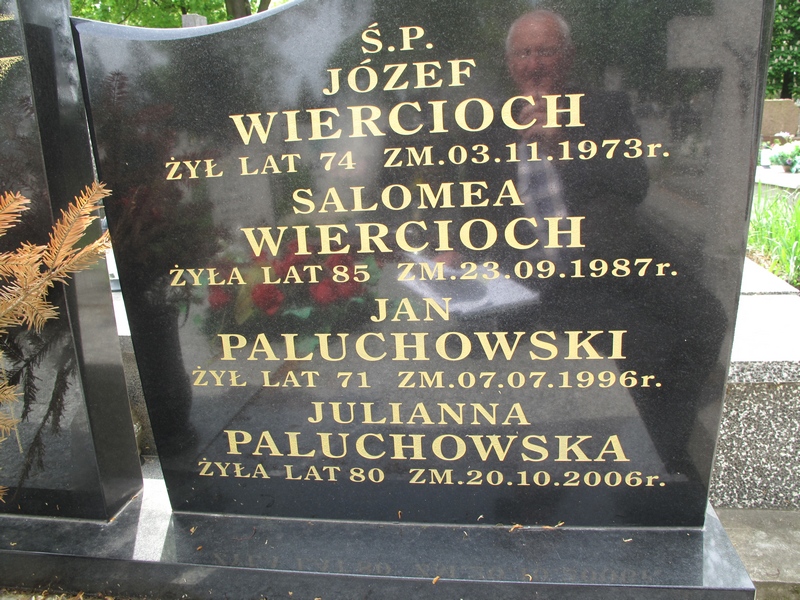 Ś.P.
JÓZEF
WIERCIOCH
ŻYŁ LAT 74 ZM.03.11.1973r.
SALOMEA
WIERCIOCH
ŻYŁA LAT 85 ZM.23.09.1987r.
JAN
PALUCHOWSKI
ŻYŁ LAT 71 ZM.07.07.1996r.
JULIANNA
PALUCHOWSKA
ŻYŁA LAT 80 ZM.20.10.2006r.